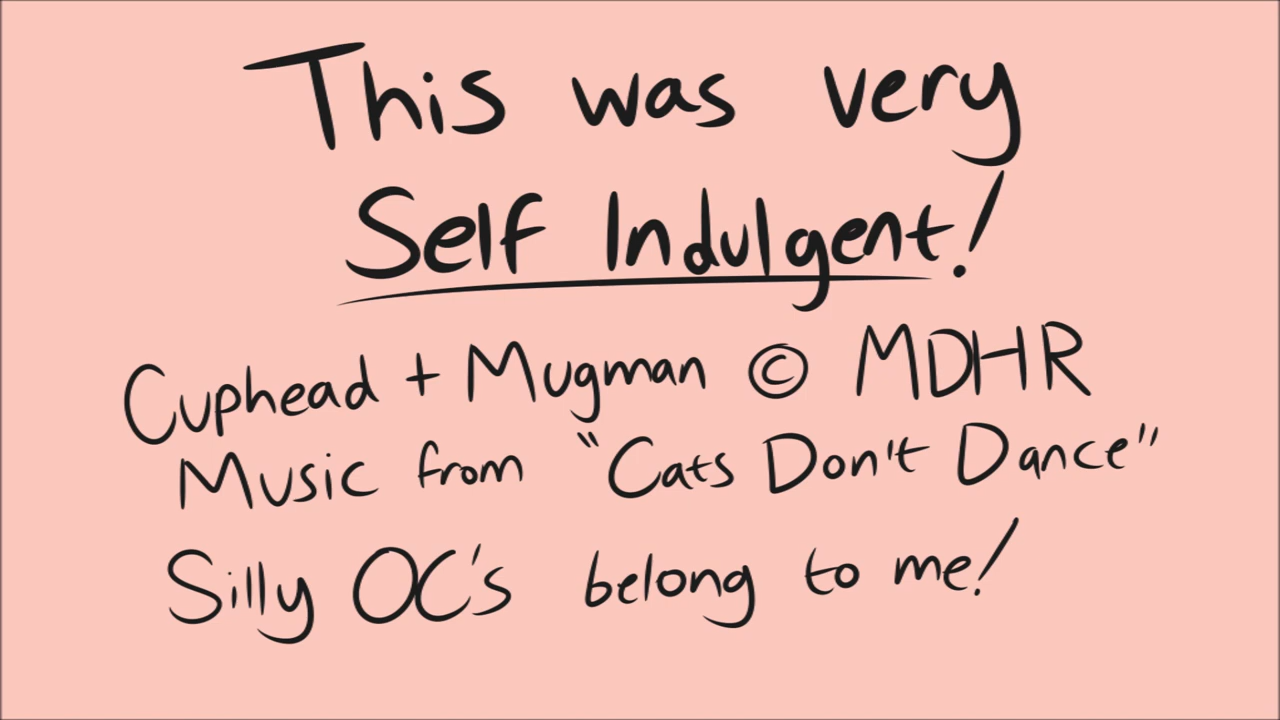 This was very
Self Indulgent!
Cuphead + Mugman © MDHR
Music from "Cats Don't Dance"
Silly OC's belong to me!